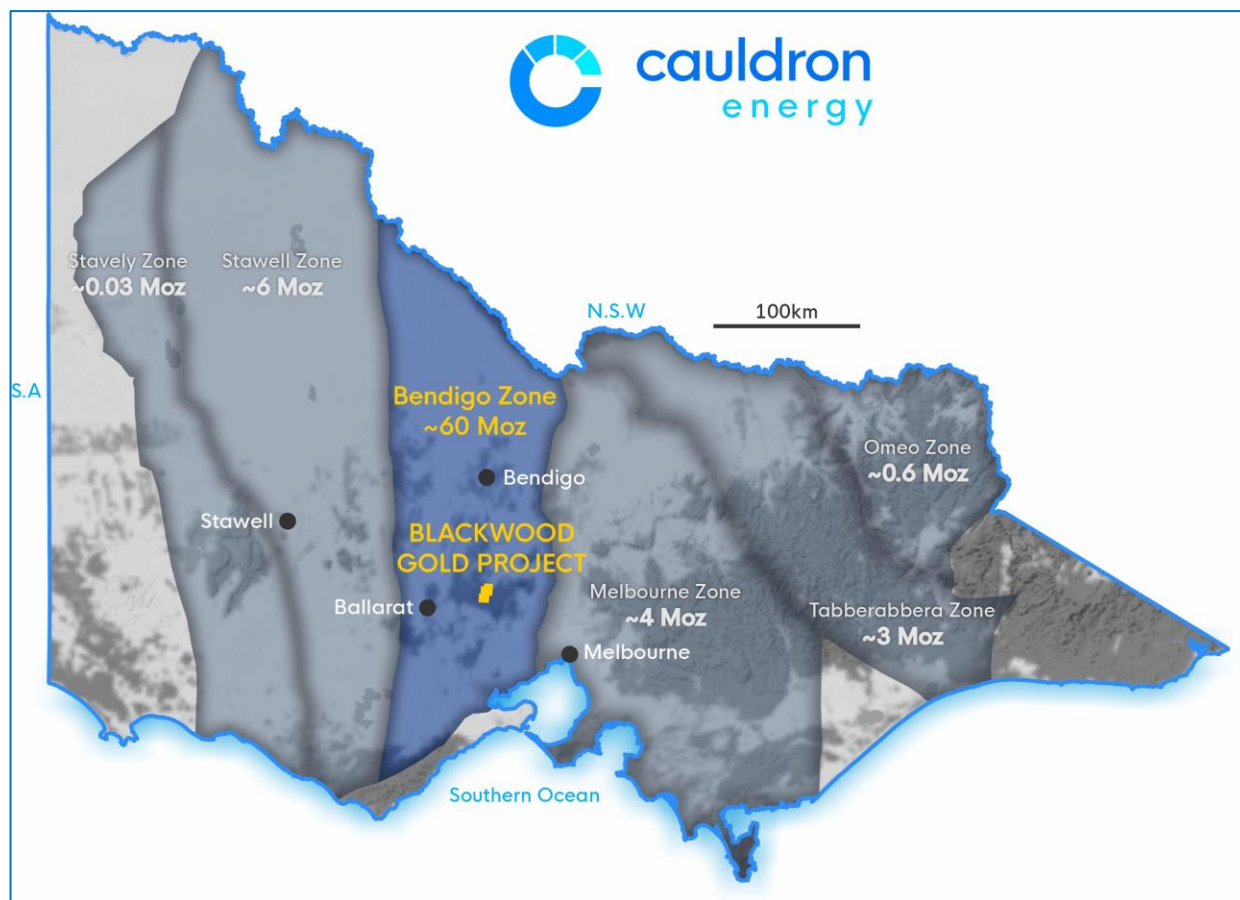 cauldron
energy
Stavely Zone
~0.03 Moz
Stawell Zone
~6 Moz
N.S.W
100km
S.A
Bendigo Zone
~60 Moz
Omeo Zone
~0.6 Moz
Bendigo
Stawell
BLACKWOOD
GOLD PROJECT
Ballarat
Melbourne Zone
~4 Moz
Tabberabbera Zone
~3 Moz
Melbourne
Southern Ocean